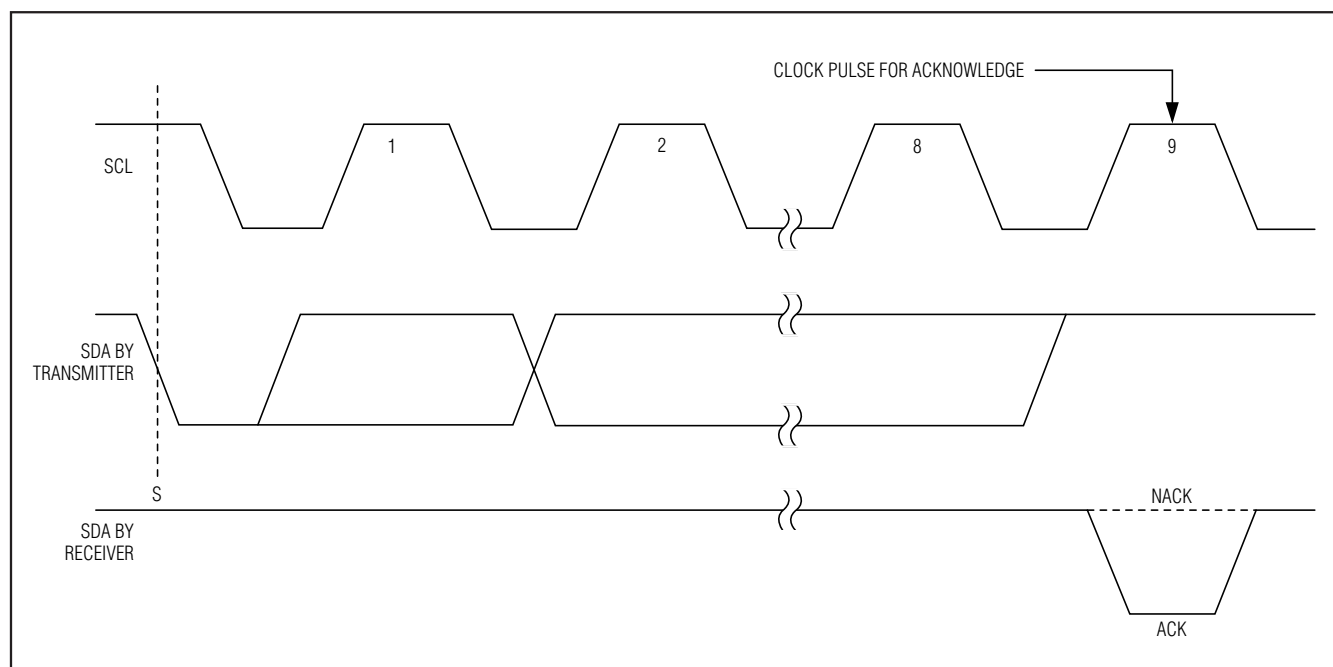 CLOCK PULSE FOR ACKNOWLEDGE
SCL
1
2
8
9
SDA BY
TRANSMITTER
S
SDA BY
RECEIVER
NACK
ACK